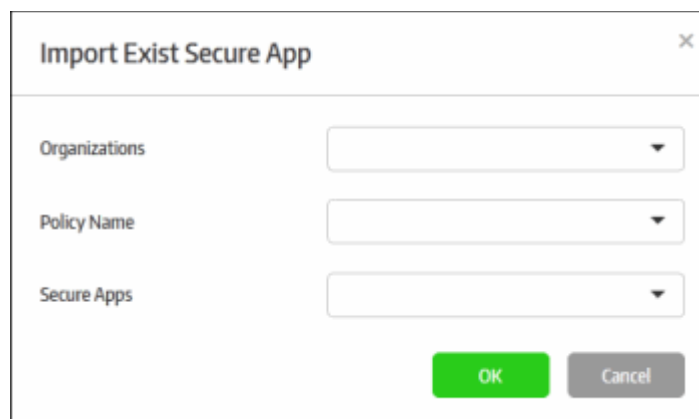 Import Exist Secure App
Organizations
Policy Name
Secure Apps
OK Cancel